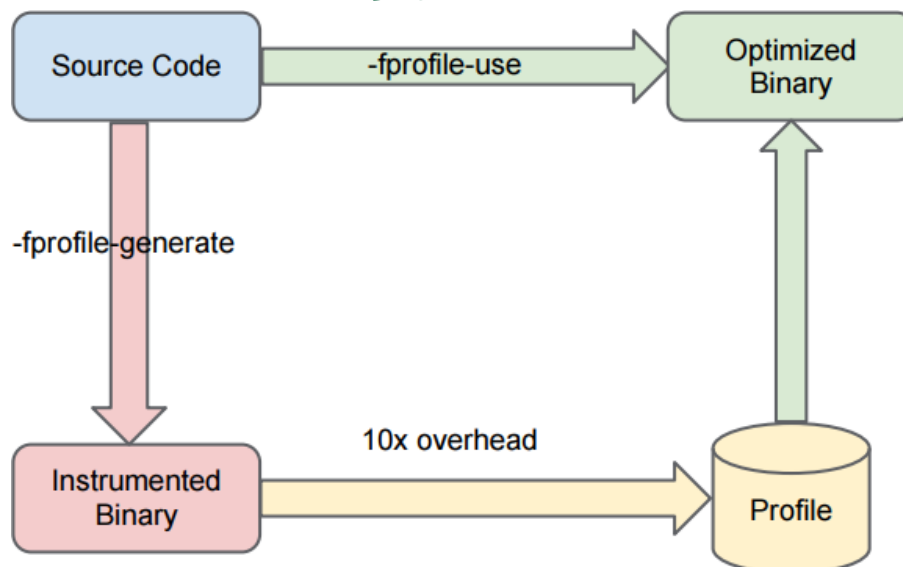 Source Code
-fprofile-use
Optimized
Binary
-fprofile-generate
10x overhead
Instrumented
Binary
Profile